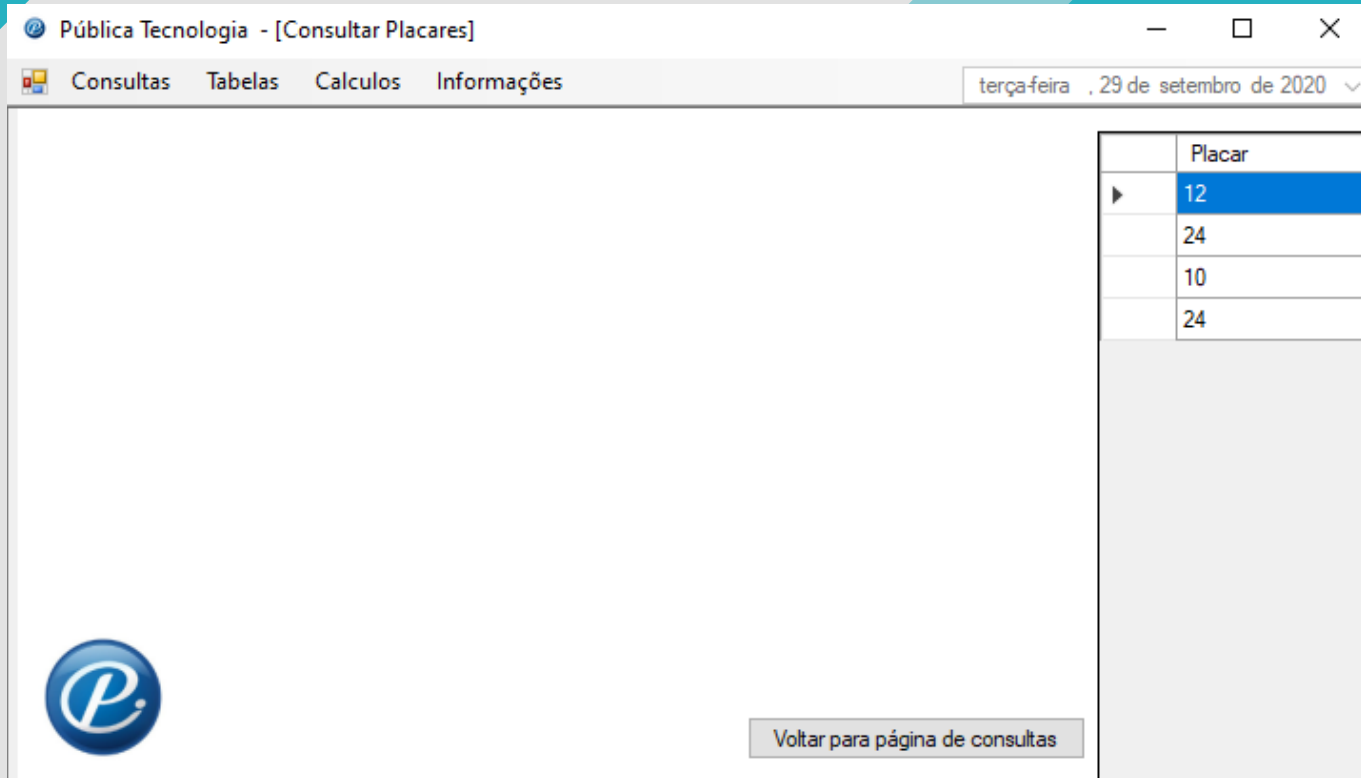 Pública Tecnologia - [Consultar Placares]
Consultas Tabelas Calculos Informações
terça-feira , 29 de setembro de 2020
Placar
12
24
10
24
Voltar para página de consultas